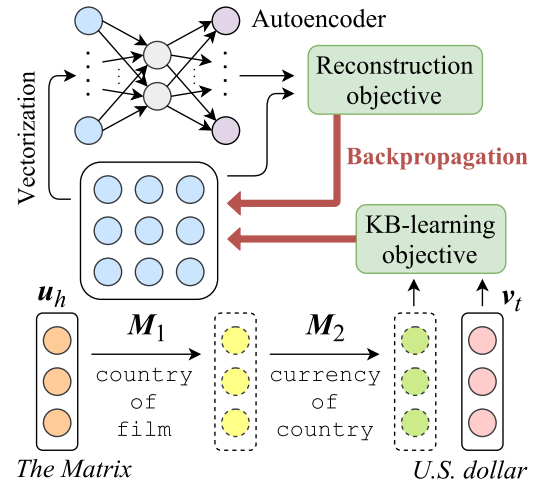 Autoencoder
Vectorization
Reconstruction
objective
Backpropagation
KB-learning
objective
u_h
M_1
M_2
v_t
country
of
film
currency
of
country
The Matrix
U.S. dollar